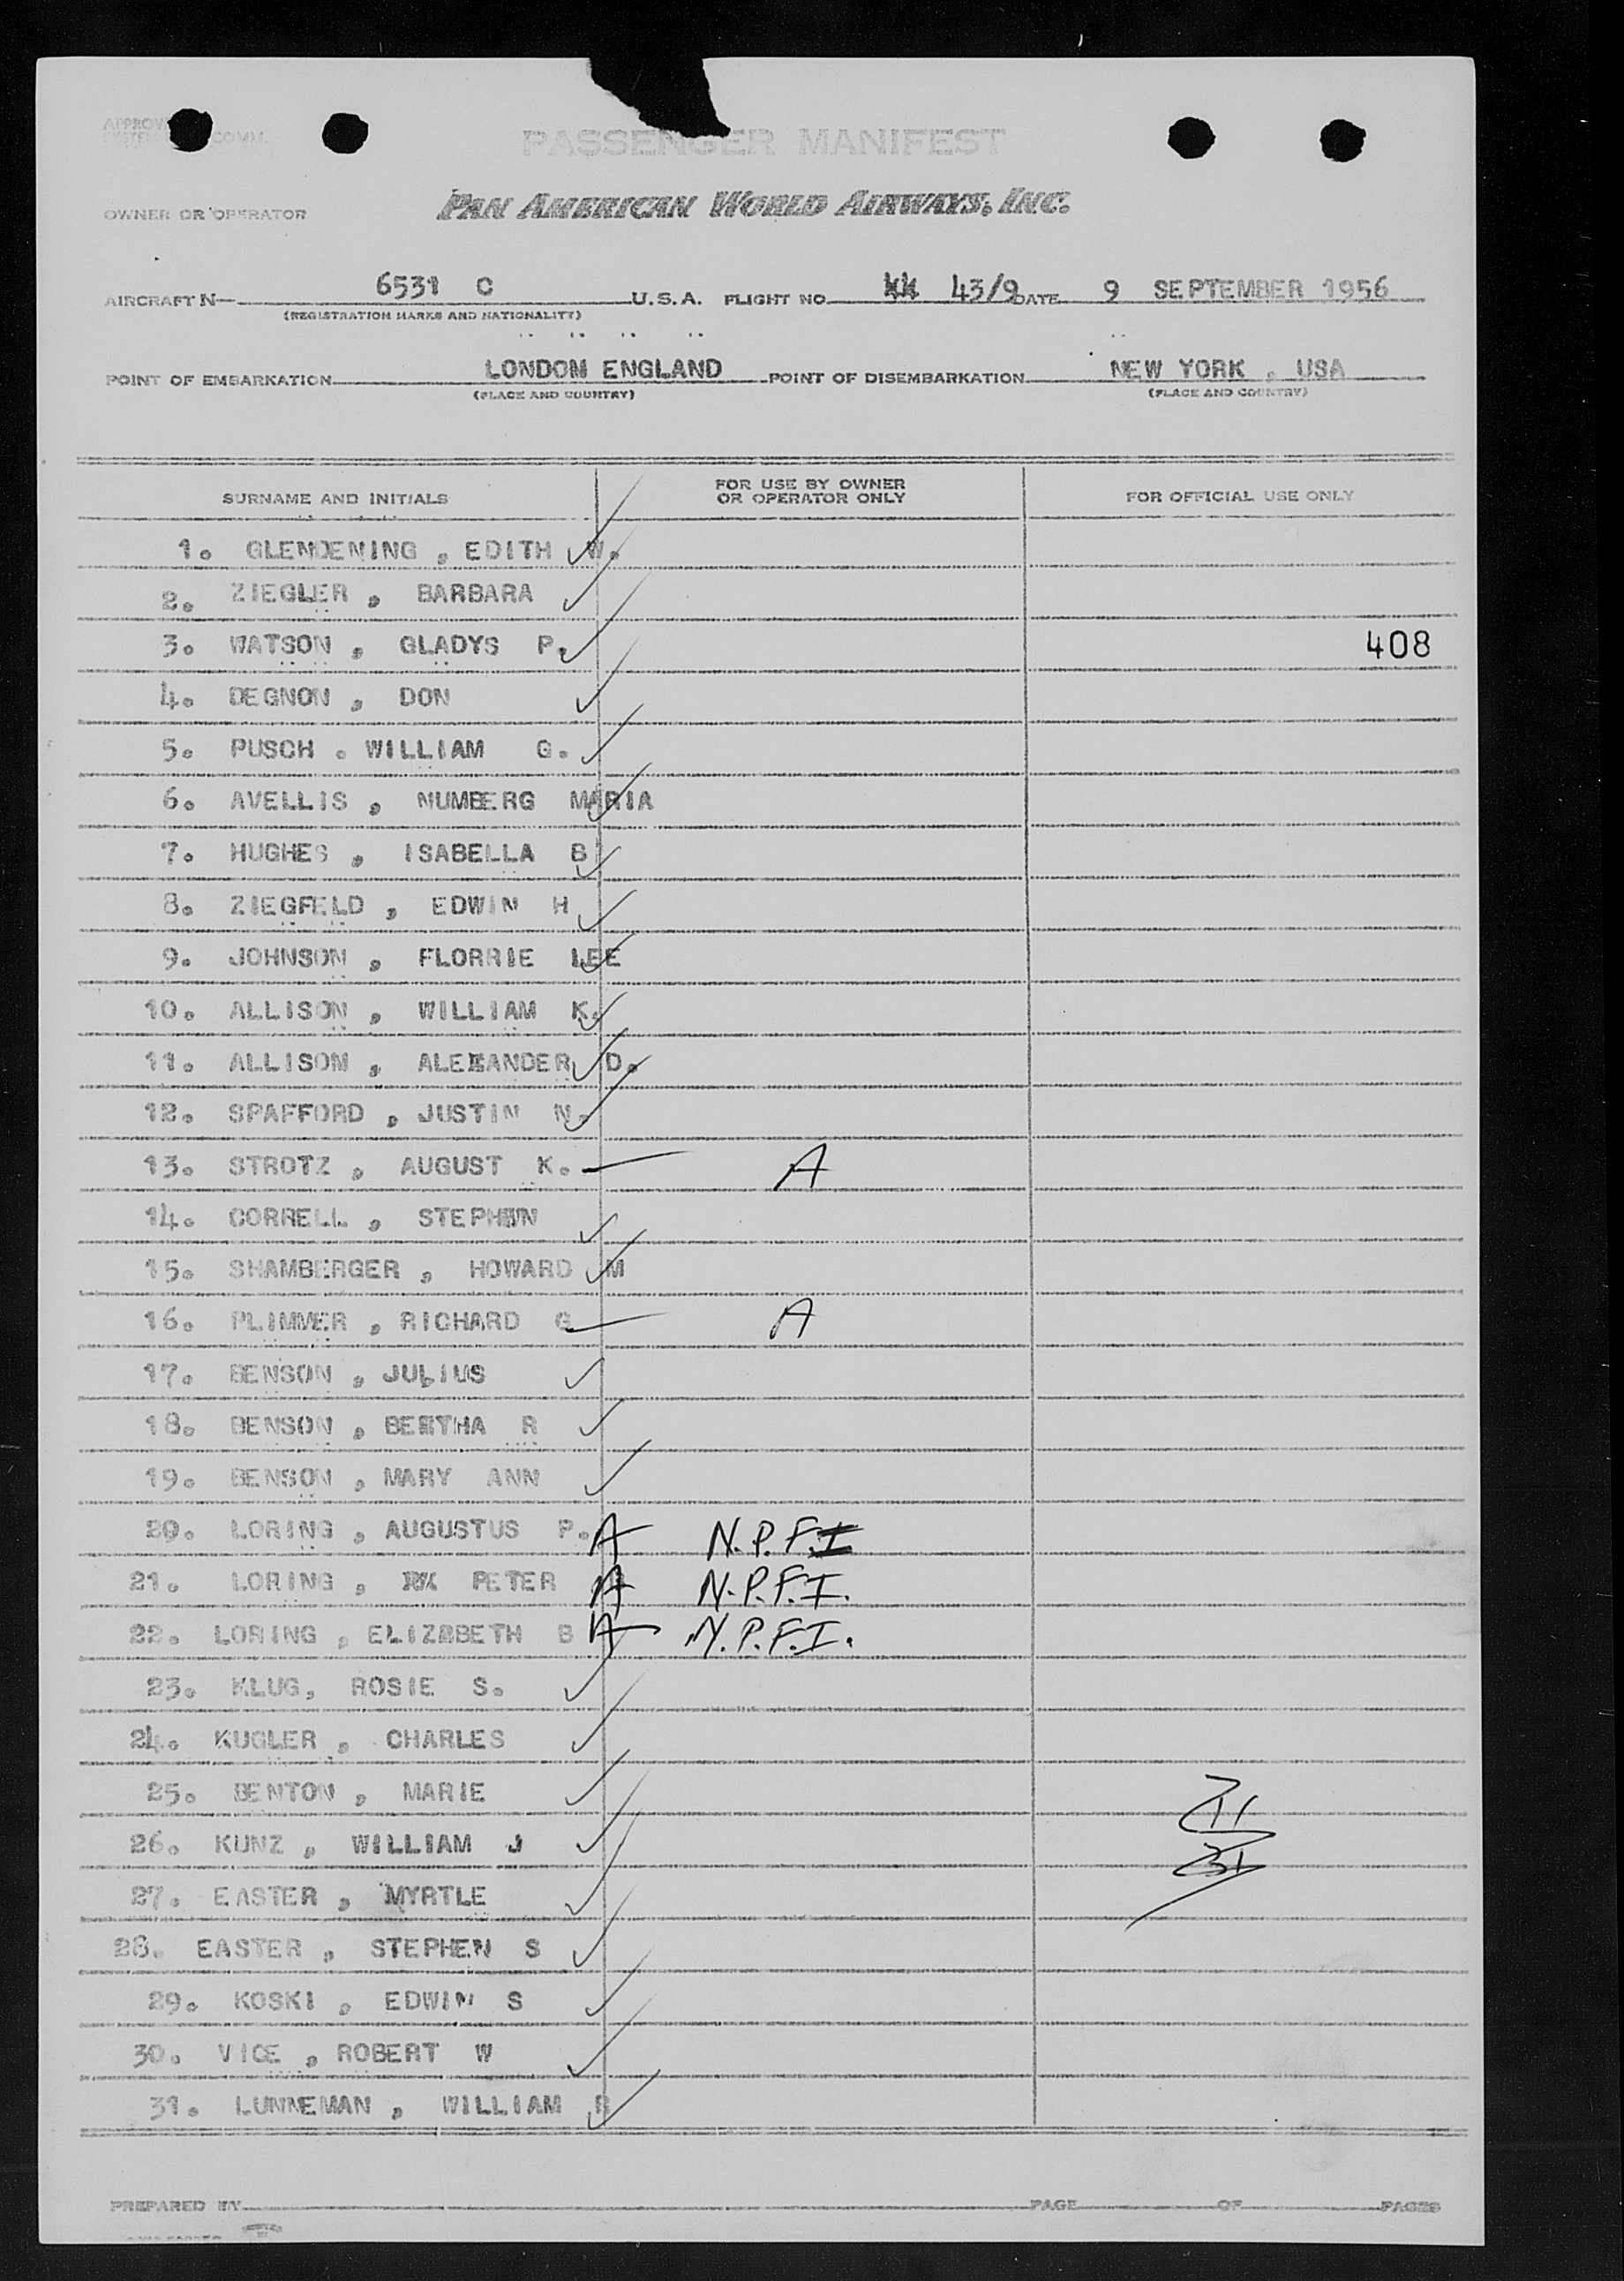 PASSENGER MANIFEST
OWNER OR OPERATOR
PAN AMERICAN WORLD AIRWAYS, INC.
AIRCRAFT N— 6531 C U.S.A. FLIGHT NO. 43/9 DATE 9 SEPTEMBER 1956
(REGISTRATION MARKS AND NATIONALITY)
POINT OF EMBARKATION LONDON ENGLAND POINT OF DISEMBARKATION NEW YORK , USA
(PLACE AND COUNTRY) (PLACE AND COUNTRY)
SURNAME AND INITIALS FOR USE BY OWNER OR OPERATOR ONLY FOR OFFICIAL USE ONLY
1. GLENDENING , EDITH W.
2. ZIEGLER , BARBARA
3. WATSON , GLADYS P. 408
4. DEGNON , DON
5. PUSCH . WILLIAM G.
6. AVELLIS , NUMBERG MARIA
7. HUGHES , ISABELLA B
8. ZIEGFELD , EDWIN H
9. JOHNSON , FLORRIE LEE
10. ALLISON , WILLIAM K.
11. ALLISON , ALEXANDER D.
12. SPAFFORD , JUSTIN N.
13. STROTZ , AUGUST K. A
14. CORRELL , STEPHEN
15. SHAMBERGER , HOWARD M
16. PLIMMER , RICHARD G A
17. BENSON , JULIUS
18. BENSON , BERTHA R
19. BENSON , MARY ANN
20. LORING , AUGUSTUS P. A N.P.F.I
21. LORING , PETER A N.P.F.I.
22. LORING , ELIZABETH B A N.P.F.I.
23. KLUG, ROSIE S.
24. KUGLER , CHARLES
25. BENTON , MARIE
26. KUNZ , WILLIAM J
27. EASTER , MYRTLE
28. EASTER , STEPHEN S
29. KOSKI , EDWIN S
30. VICE , ROBERT W
31. LUNNEMAN , WILLIAM R
PREPARED BY PAGE OF PAGES